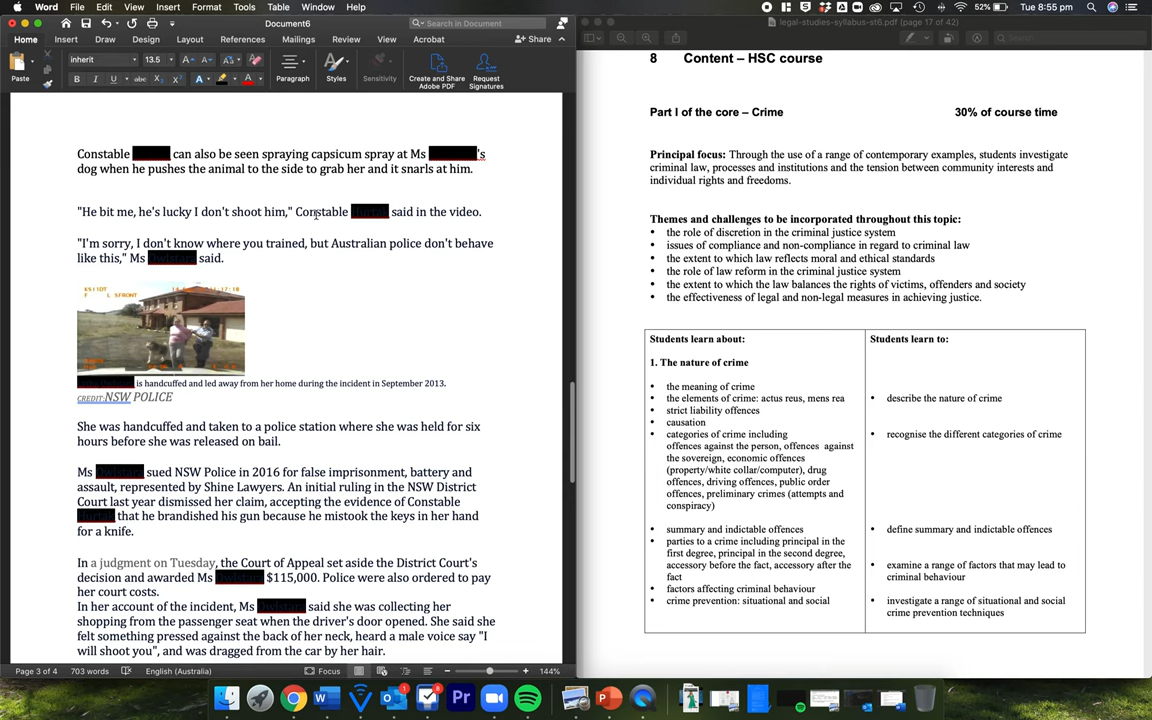 Word File Edit View Insert Format Tools Table Window Help
52% Tue 8:55 pm
Document6
Search in Document
legal-studies-syllabus-st6.pdf (page 17 of 42)
Home Insert Draw Design Layout References Mailings Review View Acrobat
Share
Search
Paste
inherit 13.5
Paragraph
Styles
Sensitivity
Create and Share Adobe PDF
Request Signatures
Constable can also be seen spraying capsicum spray at Ms 's
dog when he pushes the animal to the side to grab her and it snarls at him.
"He bit me, he's lucky I don't shoot him," Constable said in the video.
"I'm sorry, I don't know where you trained, but Australian police don't behave
like this," Ms said.
is handcuffed and led away from her home during the incident in September 2013.
CREDIT:NSW POLICE
She was handcuffed and taken to a police station where she was held for six
hours before she was released on bail.
Ms sued NSW Police in 2016 for false imprisonment, battery and
assault, represented by Shine Lawyers. An initial ruling in the NSW District
Court last year dismissed her claim, accepting the evidence of Constable
that he brandished his gun because he mistook the keys in her hand
for a knife.
In a judgment on Tuesday, the Court of Appeal set aside the District Court's
decision and awarded Ms $115,000. Police were also ordered to pay
her court costs.
In her account of the incident, Ms said she was collecting her
shopping from the passenger seat when the driver's door opened. She said she
felt something pressed against the back of her neck, heard a male voice say "I
will shoot you", and was dragged from the car by her hair.
Page 3 of 4 703 words English (Australia) Focus 144%
8 Content – HSC course
Part I of the core – Crime 30% of course time
Principal focus: Through the use of a range of contemporary examples, students investigate
criminal law, processes and institutions and the tension between community interests and
individual rights and freedoms.
Themes and challenges to be incorporated throughout this topic:
• the role of discretion in the criminal justice system
• issues of compliance and non-compliance in regard to criminal law
• the extent to which law reflects moral and ethical standards
• the role of law reform in the criminal justice system
• the extent to which the law balances the rights of victims, offenders and society
• the effectiveness of legal and non-legal measures in achieving justice.
Students learn about:
1. The nature of crime
• the meaning of crime
• the elements of crime: actus reus, mens rea
• strict liability offences
• causation
• categories of crime including
offences against the person, offences against
the sovereign, economic offences
(property/white collar/computer), drug
offences, driving offences, public order
offences, preliminary crimes (attempts and
conspiracy)
• summary and indictable offences
• parties to a crime including principal in the
first degree, principal in the second degree,
accessory before the fact, accessory after the
fact
• factors affecting criminal behaviour
• crime prevention: situational and social
Students learn to:
• describe the nature of crime
• recognise the different categories of crime
• define summary and indictable offences
• examine a range of factors that may lead to
criminal behaviour
• investigate a range of situational and social
crime prevention techniques